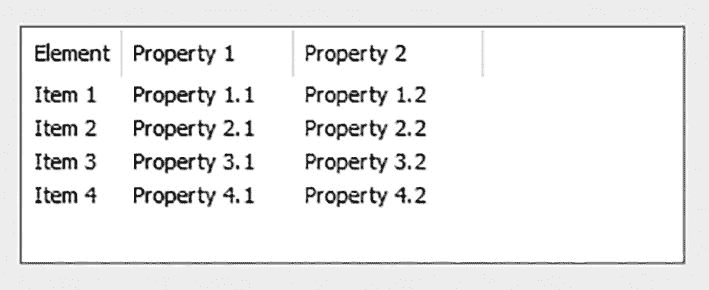 Element Property 1 Property 2
Item 1 Property 1.1 Property 1.2
Item 2 Property 2.1 Property 2.2
Item 3 Property 3.1 Property 3.2
Item 4 Property 4.1 Property 4.2